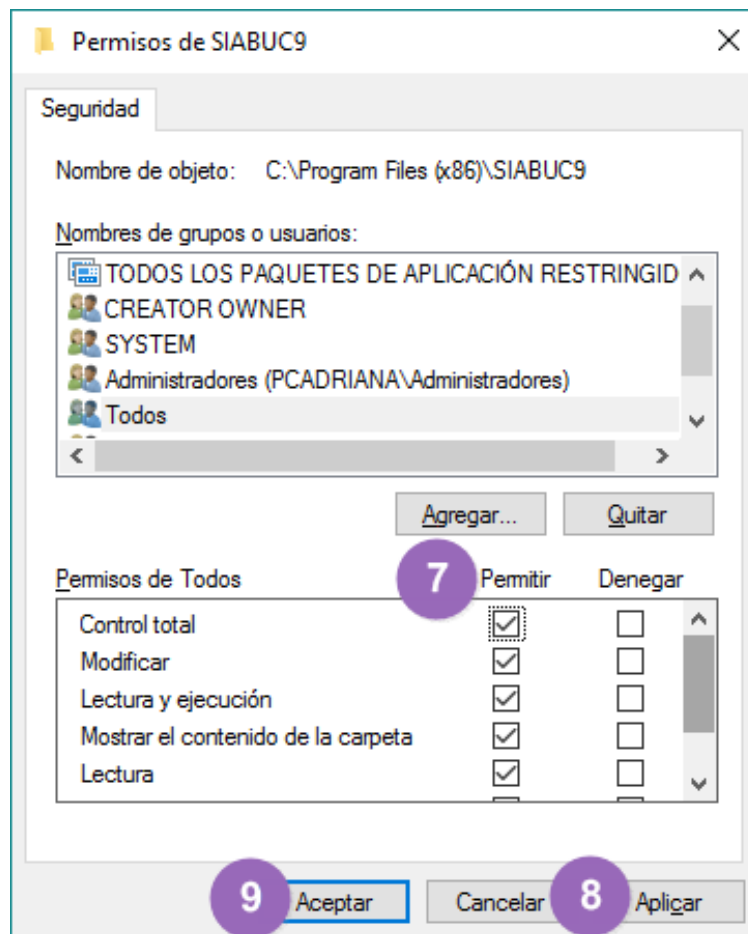 Permisos de SIABUC9
Seguridad
Nombre de objeto: C:\Program Files (x86)\SIABUC9
Nombres de grupos o usuarios:
TODOS LOS PAQUETES DE APLICACIÓN RESTRINGID
CREATOR OWNER
SYSTEM
Administradores (PCADRIANA\Administradores)
Todos
Agregar... Quitar
Permisos de Todos 7 Permitir Denegar
Control total
Modificar
Lectura y ejecución
Mostrar el contenido de la carpeta
Lectura
9 Aceptar Cancelar 8 Aplicar